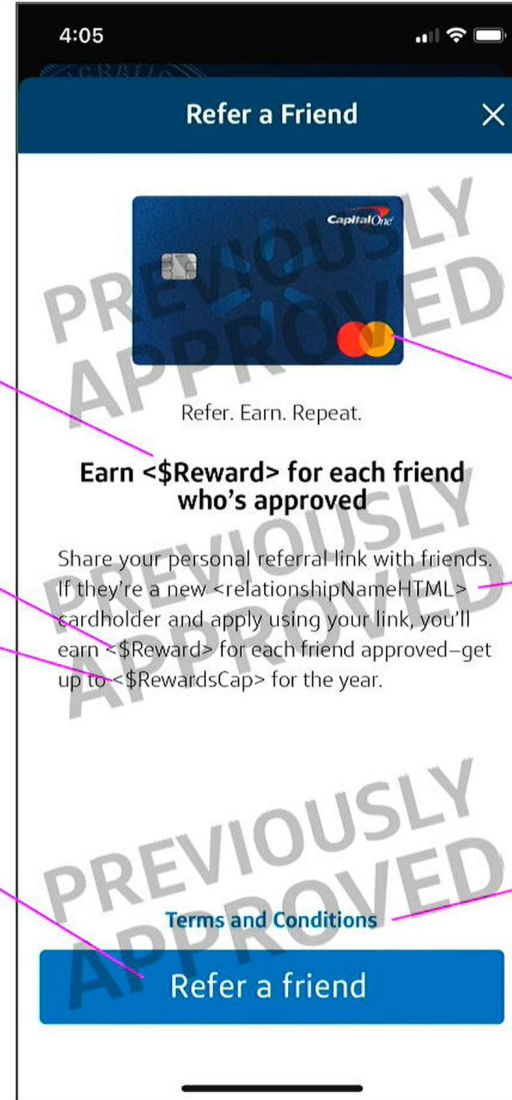 4:05
Refer a Friend
CapitalOne
PREVIOUSLY
APPROVED
Refer. Earn. Repeat.
Earn <$Reward> for each friend
who's approved
PREVIOUSLY
APPROVED
Share your personal referral link with friends.
If they're a new <relationshipNameHTML>
cardholder and apply using your link, you'll
earn <$Reward> for each friend approved–get
up to <$RewardsCap> for the year.
PREVIOUSLY
APPROVED
Terms and Conditions
Refer a friend